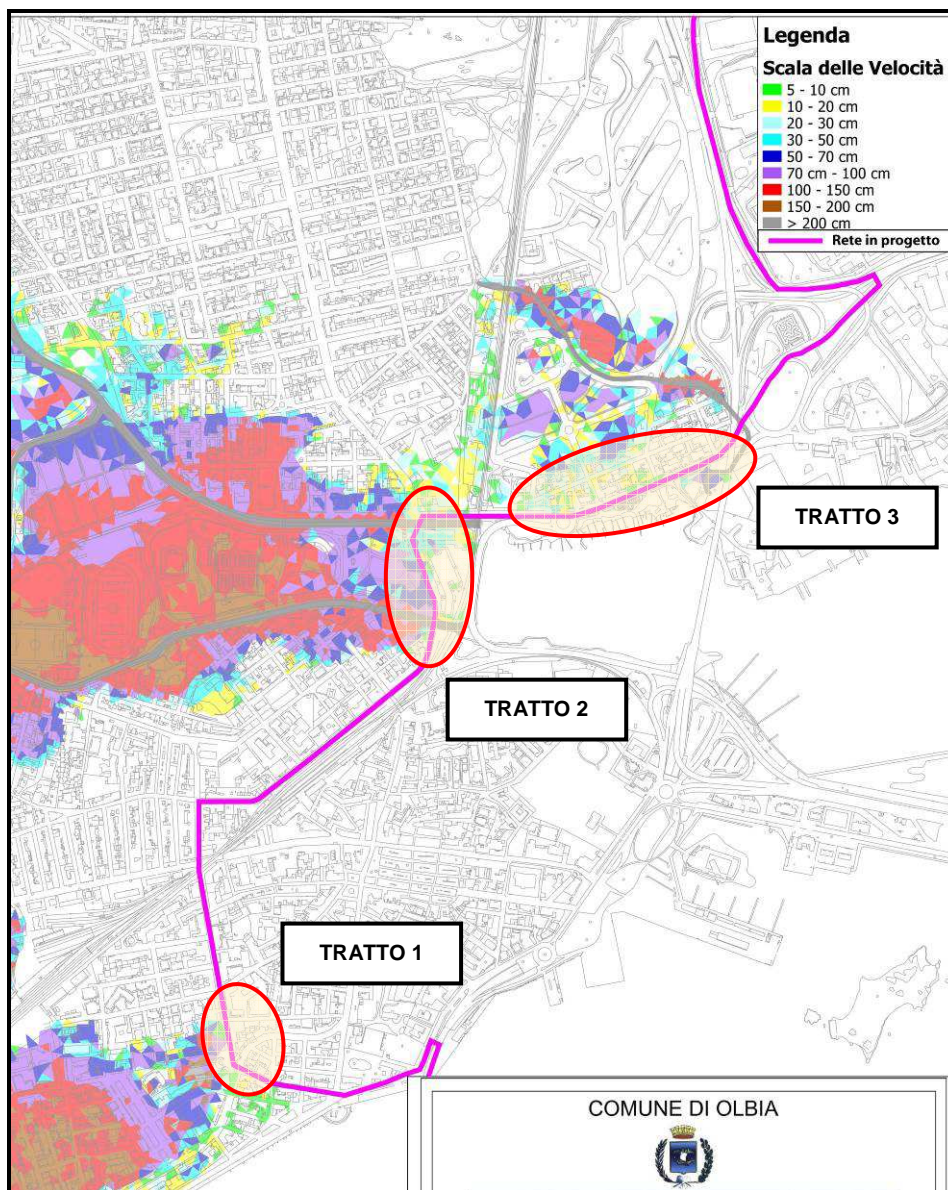 Legenda
Scala delle Velocità
5 - 10 cm
10 - 20 cm
20 - 30 cm
30 - 50 cm
50 - 70 cm
70 cm - 100 cm
100 - 150 cm
150 - 200 cm
> 200 cm
Rete in progetto
TRATTO 3
TRATTO 2
TRATTO 1
COMUNE DI OLBIA